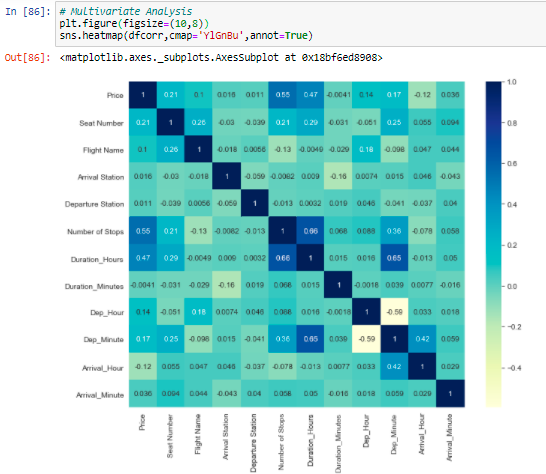 In [86]: # Multivariate Analysis
plt.figure(figsize=(10,8))
sns.heatmap(dfcorr,cmap='YlGnBu',annot=True)
Out[86]: <matplotlib.axes._subplots.AxesSubplot at 0x18bf6ed8908>
Price 1 0.21 0.1 0.016 0.011 0.55 0.47 -0.0041 0.14 0.17 -0.12 0.036
Seat Number 0.21 1 0.26 -0.03 -0.039 0.21 0.29 -0.031 -0.051 0.25 0.055 0.094
Flight Name 0.1 0.26 1 -0.018 0.0056 -0.13 -0.0049 -0.029 0.18 -0.098 0.047 0.044
Arrival Station 0.016 -0.03 -0.018 1 -0.059 -0.0062 0.009 -0.16 0.0074 0.015 0.046 -0.043
Departure Station 0.011 -0.039 0.0056 -0.059 1 -0.013 0.0032 0.019 0.046 -0.041 -0.037 0.04
Number of Stops 0.55 0.21 -0.13 -0.0062 -0.013 1 0.66 0.068 0.36 -0.078 0.058
Duration_Hours 0.47 0.29 -0.0049 0.009 0.0032 0.66 1 0.015 0.016 0.65 -0.013 0.05
Duration_Minutes -0.0041 -0.031 -0.029 -0.16 0.019 0.015 1 -0.0018 0.039 0.0077 -0.016
Dep_Hour 0.14 -0.051 0.18 0.0074 0.046 0.016 -0.0018 1 -0.59 0.033 0.018
Dep_Minute 0.17 0.25 -0.098 0.015 -0.041 0.36 0.65 0.039 -0.59 1 0.42 0.059
Arrival_Hour -0.12 0.055 0.047 0.046 -0.037 -0.078 -0.013 0.0077 0.033 0.42 1 0.029
Arrival_Minute 0.036 0.094 0.044 -0.043 0.04 0.058 0.05 -0.016 0.018 0.059 0.029 1
Price Seat Number Flight Name Arrival Station Departure Station Number of Stops Duration_Hours Duration_Minutes Dep_Hour Dep_Minute Arrival_Hour Arrival_Minute
1.0
0.8
0.6
0.4
0.2
0.0
-0.2
-0.4